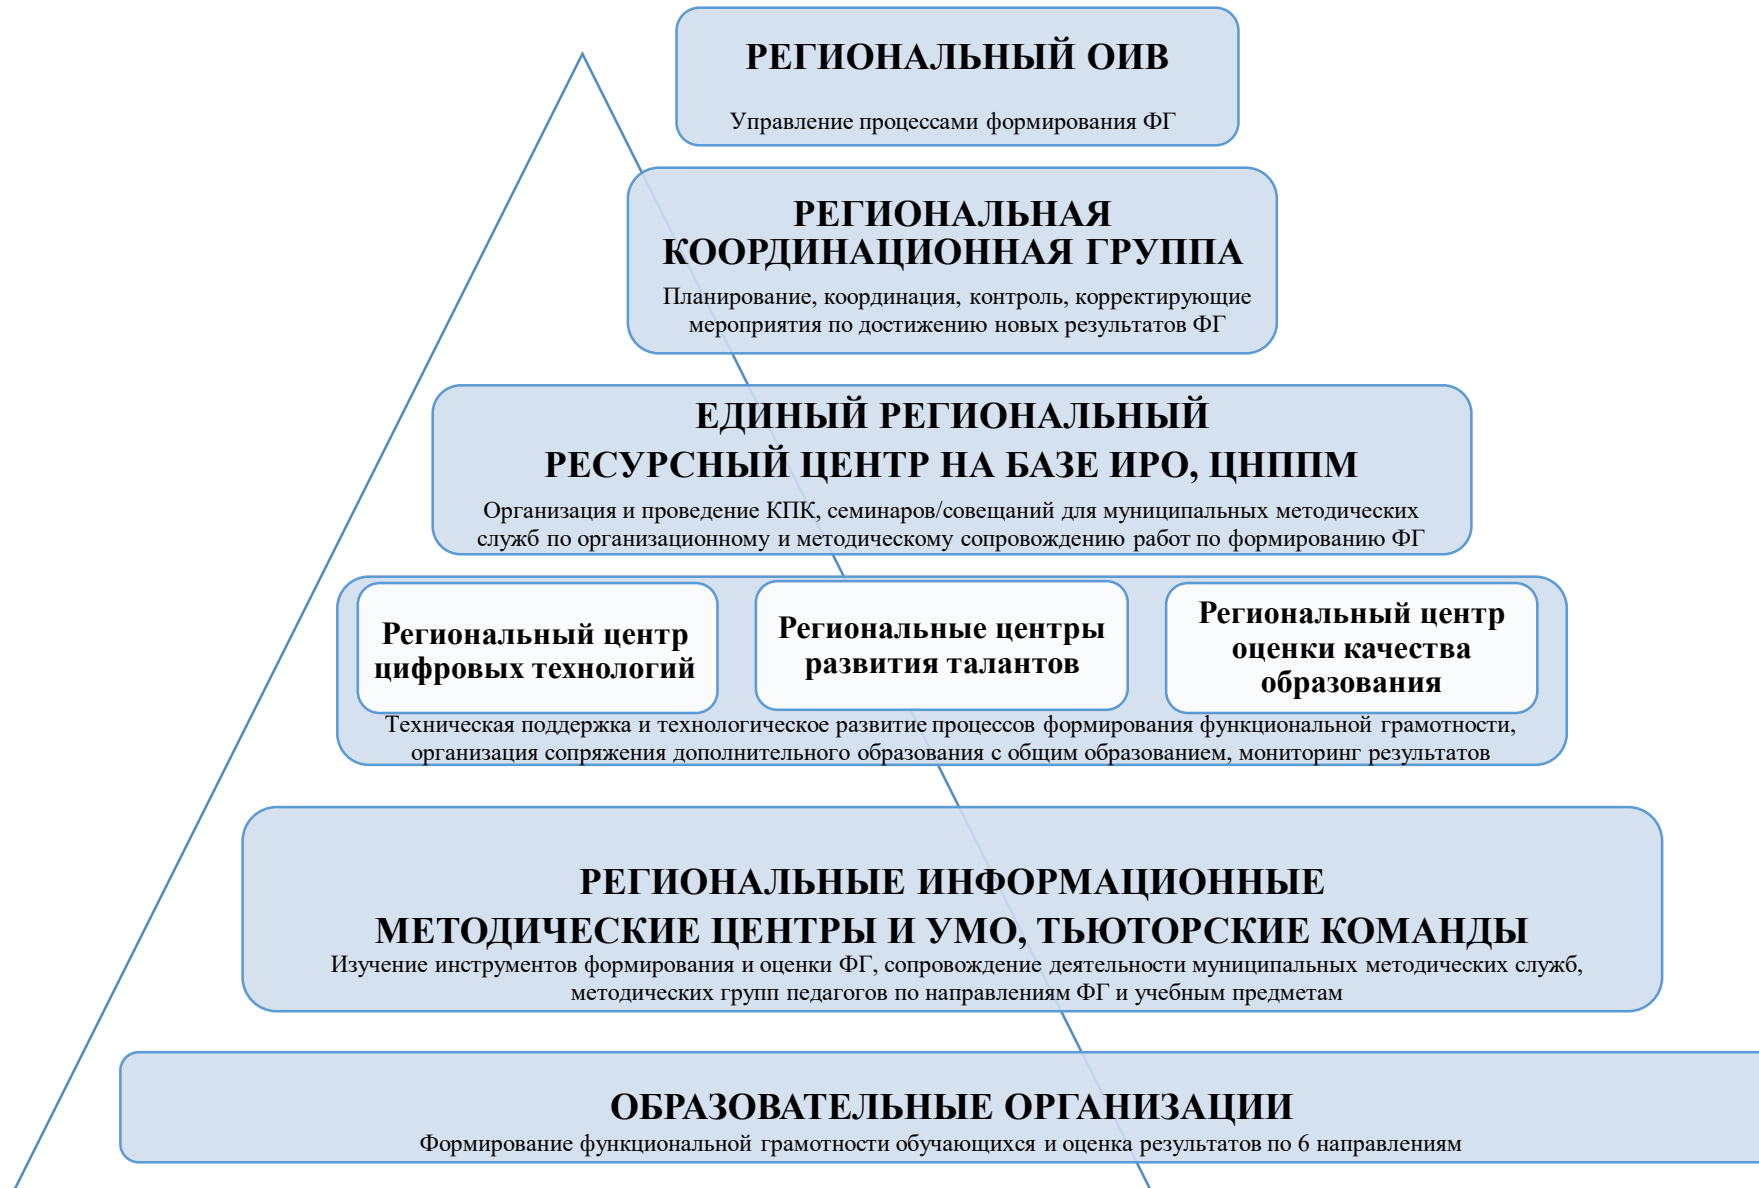 РЕГИОНАЛЬНЫЙ ОИВ
Управление процессами формирования ФГ
РЕГИОНАЛЬНАЯ
КООРДИНАЦИОННАЯ ГРУППА
Планирование, координация, контроль, корректирующие
мероприятия по достижению новых результатов ФГ
ЕДИНЫЙ РЕГИОНАЛЬНЫЙ
РЕСУРСНЫЙ ЦЕНТР НА БАЗЕ ИРО, ЦНППМ
Организация и проведение КПК, семинаров/совещаний для муниципальных методических
служб по организационному и методическому сопровождению работ по формированию ФГ
Региональный центр
цифровых технологий
Региональные центры
развития талантов
Региональный центр
оценки качества
образования
Техническая поддержка и технологическое развитие процессов формирования функциональной грамотности,
организация сопряжения дополнительного образования с общим образованием, мониторинг результатов
РЕГИОНАЛЬНЫЕ ИНФОРМАЦИОННЫЕ
МЕТОДИЧЕСКИЕ ЦЕНТРЫ И УМО, ТЬЮТОРСКИЕ КОМАНДЫ
Изучение инструментов формирования и оценки ФГ, сопровождение деятельности муниципальных методических служб,
методических групп педагогов по направлениям ФГ и учебным предметам
ОБРАЗОВАТЕЛЬНЫЕ ОРГАНИЗАЦИИ
Формирование функциональной грамотности обучающихся и оценка результатов по 6 направлениям